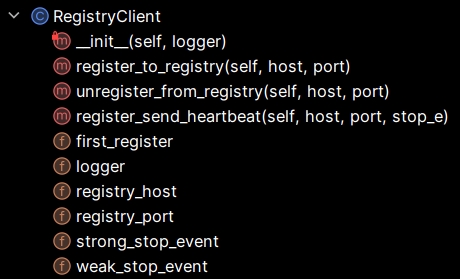 C RegistryClient
m __init__(self, logger)
m register_to_registry(self, host, port)
m unregister_from_registry(self, host, port)
m register_send_heartbeat(self, host, port, stop_e)
f first_register
f logger
f registry_host
f registry_port
f strong_stop_event
f weak_stop_event